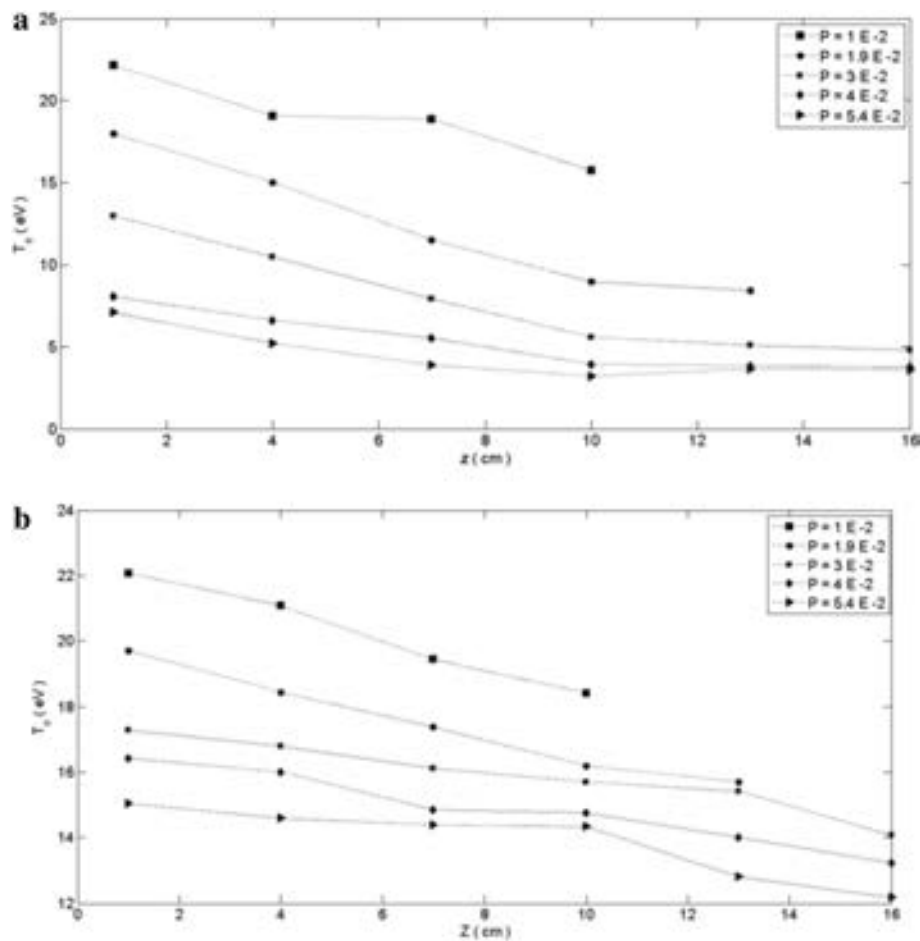 a
25
20
15
10
5
0
T_e (eV)
P = 1 E-2
P = 1.9 E-2
P = 3 E-2
P = 4 E-2
P = 5.4 E-2
0 2 4 6 8 10 12 14 16
z (cm)
b
24
22
20
18
16
14
12
T_e (eV)
P = 1 E-2
P = 1.9 E-2
P = 3 E-2
P = 4 E-2
P = 5.4 E-2
0 2 4 6 8 10 12 14 16
Z (cm)